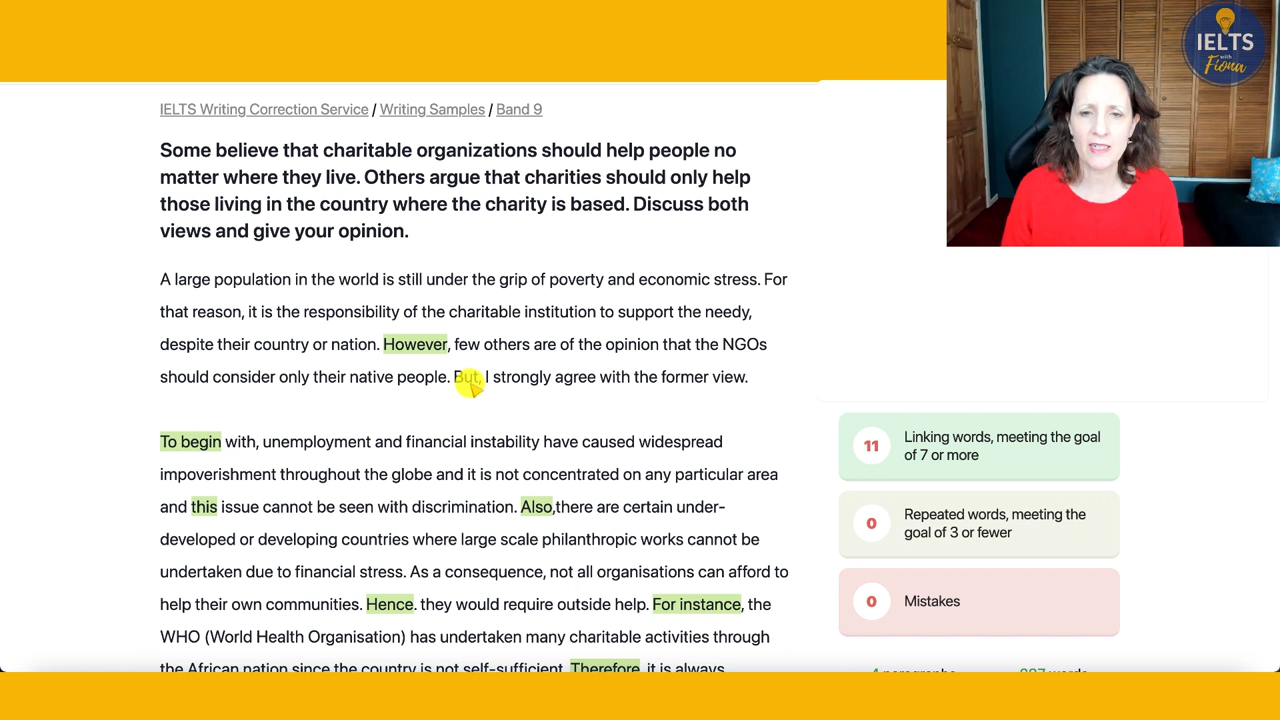 IELTS
with
Fiona
IELTS Writing Correction Service / Writing Samples / Band 9
Some believe that charitable organizations should help people no
matter where they live. Others argue that charities should only help
those living in the country where the charity is based. Discuss both
views and give your opinion.
A large population in the world is still under the grip of poverty and economic stress. For
that reason, it is the responsibility of the charitable institution to support the needy,
despite their country or nation. However, few others are of the opinion that the NGOs
should consider only their native people. But, I strongly agree with the former view.
To begin with, unemployment and financial instability have caused widespread
impoverishment throughout the globe and it is not concentrated on any particular area
and this issue cannot be seen with discrimination. Also,there are certain under-
developed or developing countries where large scale philanthropic works cannot be
undertaken due to financial stress. As a consequence, not all organisations can afford to
help their own communities. Hence. they would require outside help. For instance, the
WHO (World Health Organisation) has undertaken many charitable activities through
the African nation since the country is not self-sufficient. Therefore, it is always
11
Linking words, meeting the goal
of 7 or more
0
Repeated words, meeting the
goal of 3 or fewer
0
Mistakes
4 paragraphs
words